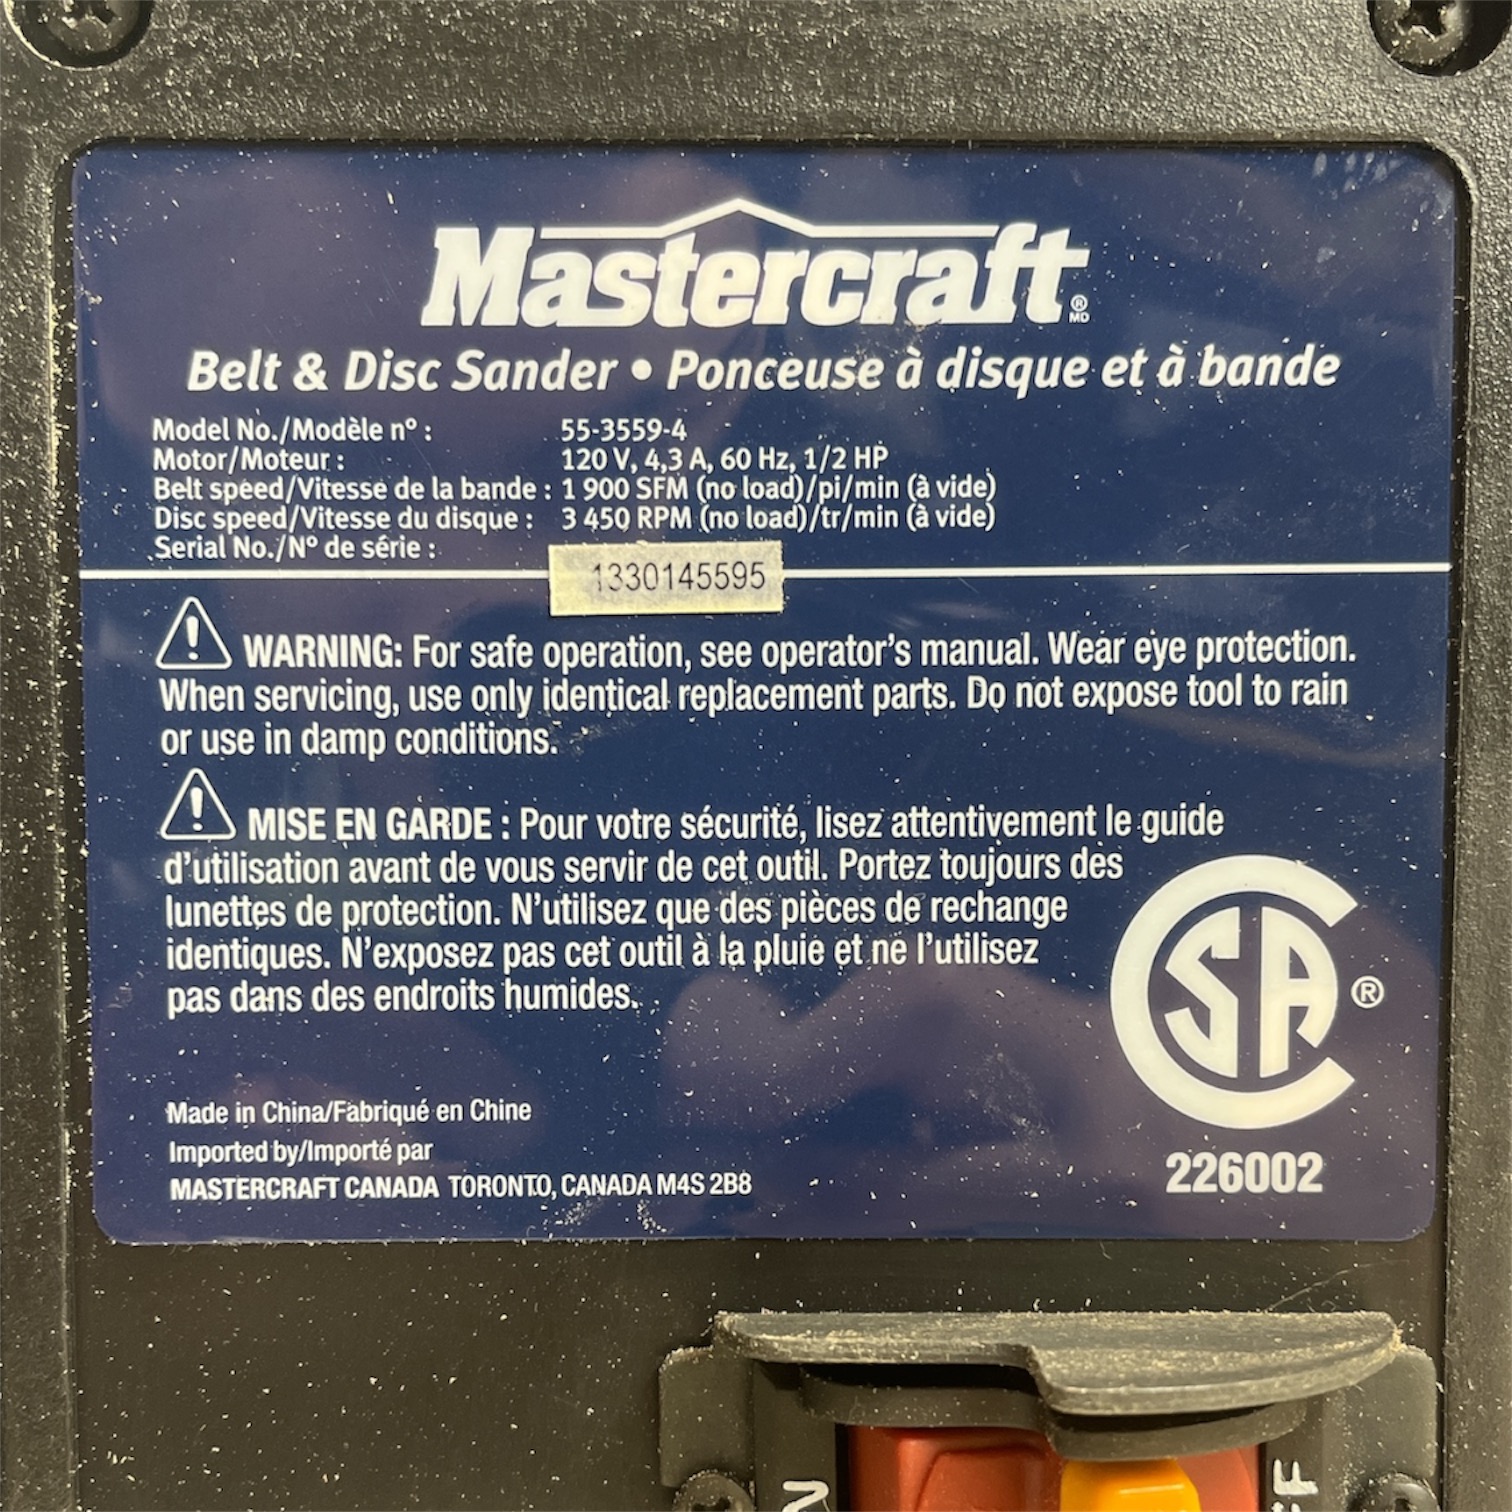 Mastercraft®
MD
Belt & Disc Sander • Ponceuse à disque et à bande
Model No./Modèle nº : 55-3559-4
Motor/Moteur : 120 V, 4,3 A, 60 Hz, 1/2 HP
Belt speed/Vitesse de la bande : 1 900 SFM (no load)/pi/min (à vide)
Disc speed/Vitesse du disque : 3 450 RPM (no load)/tr/min (à vide)
Serial No./Nº de série :
1330145595
WARNING: For safe operation, see operator's manual. Wear eye protection.
When servicing, use only identical replacement parts. Do not expose tool to rain
or use in damp conditions.
MISE EN GARDE : Pour votre sécurité, lisez attentivement le guide
d'utilisation avant de vous servir de cet outil. Portez toujours des
lunettes de protection. N'utilisez que des pièces de rechange
identiques. N'exposez pas cet outil à la pluie et ne l'utilisez
pas dans des endroits humides.
CSA®
226002
Made in China/Fabriqué en Chine
Imported by/Importé par
MASTERCRAFT CANADA TORONTO, CANADA M4S 2B8